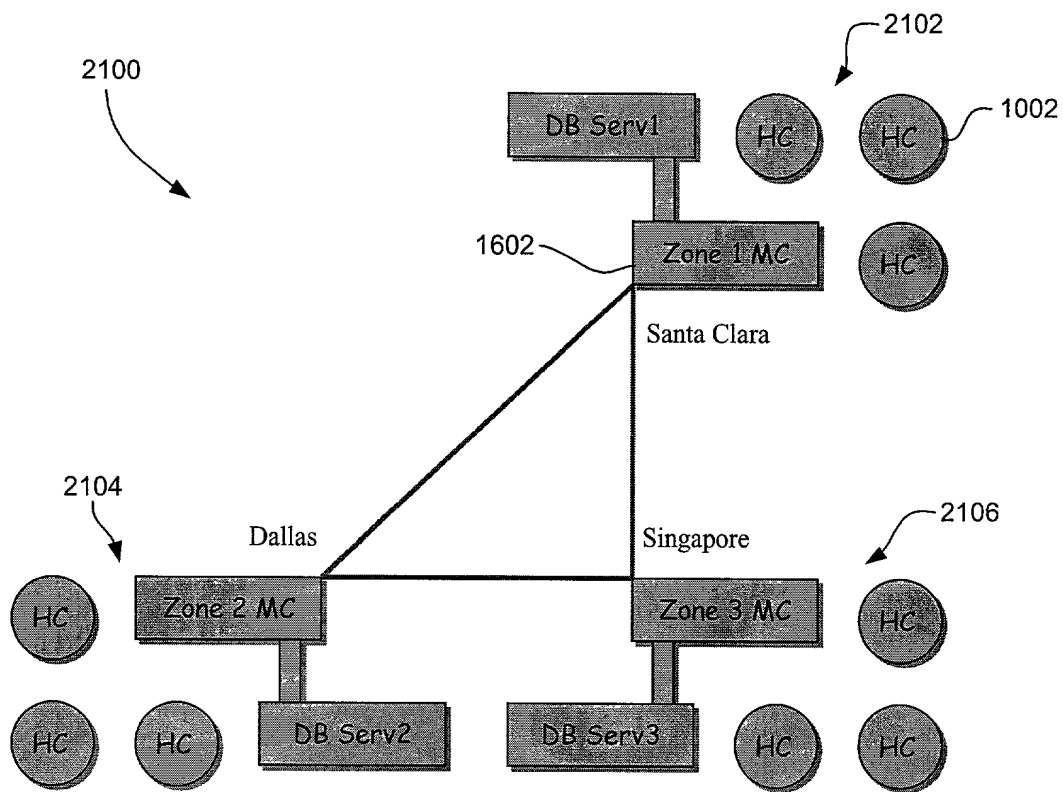 2102
2100
1002
DB Serv1
HC
HC
1602
Zone 1 MC
HC
Santa Clara
2104
2106
Dallas
Singapore
HC
Zone 2 MC
Zone 3 MC
HC
HC
HC
DB Serv2
DB Serv3
HC
HC